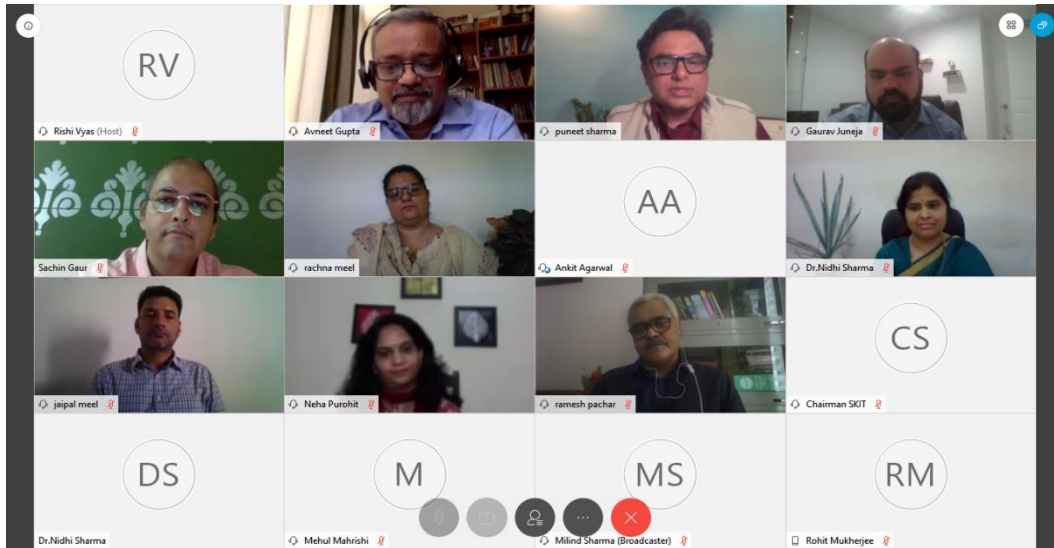 RV
Rishi Vyas (Host)
Avneet Gupta
puneet sharma
Gaurav Juneja
Sachin Gaur
rachna meel
AA
Ankit Agarwal
Dr.Nidhi Sharma
jaipal meel
Neha Purohit
ramesh pachar
CS
Chairman SKIT
DS
Dr.Nidhi Sharma
M
Mehul Mahrishi
MS
Milind Sharma (Broadcaster)
RM
Rohit Mukherjee